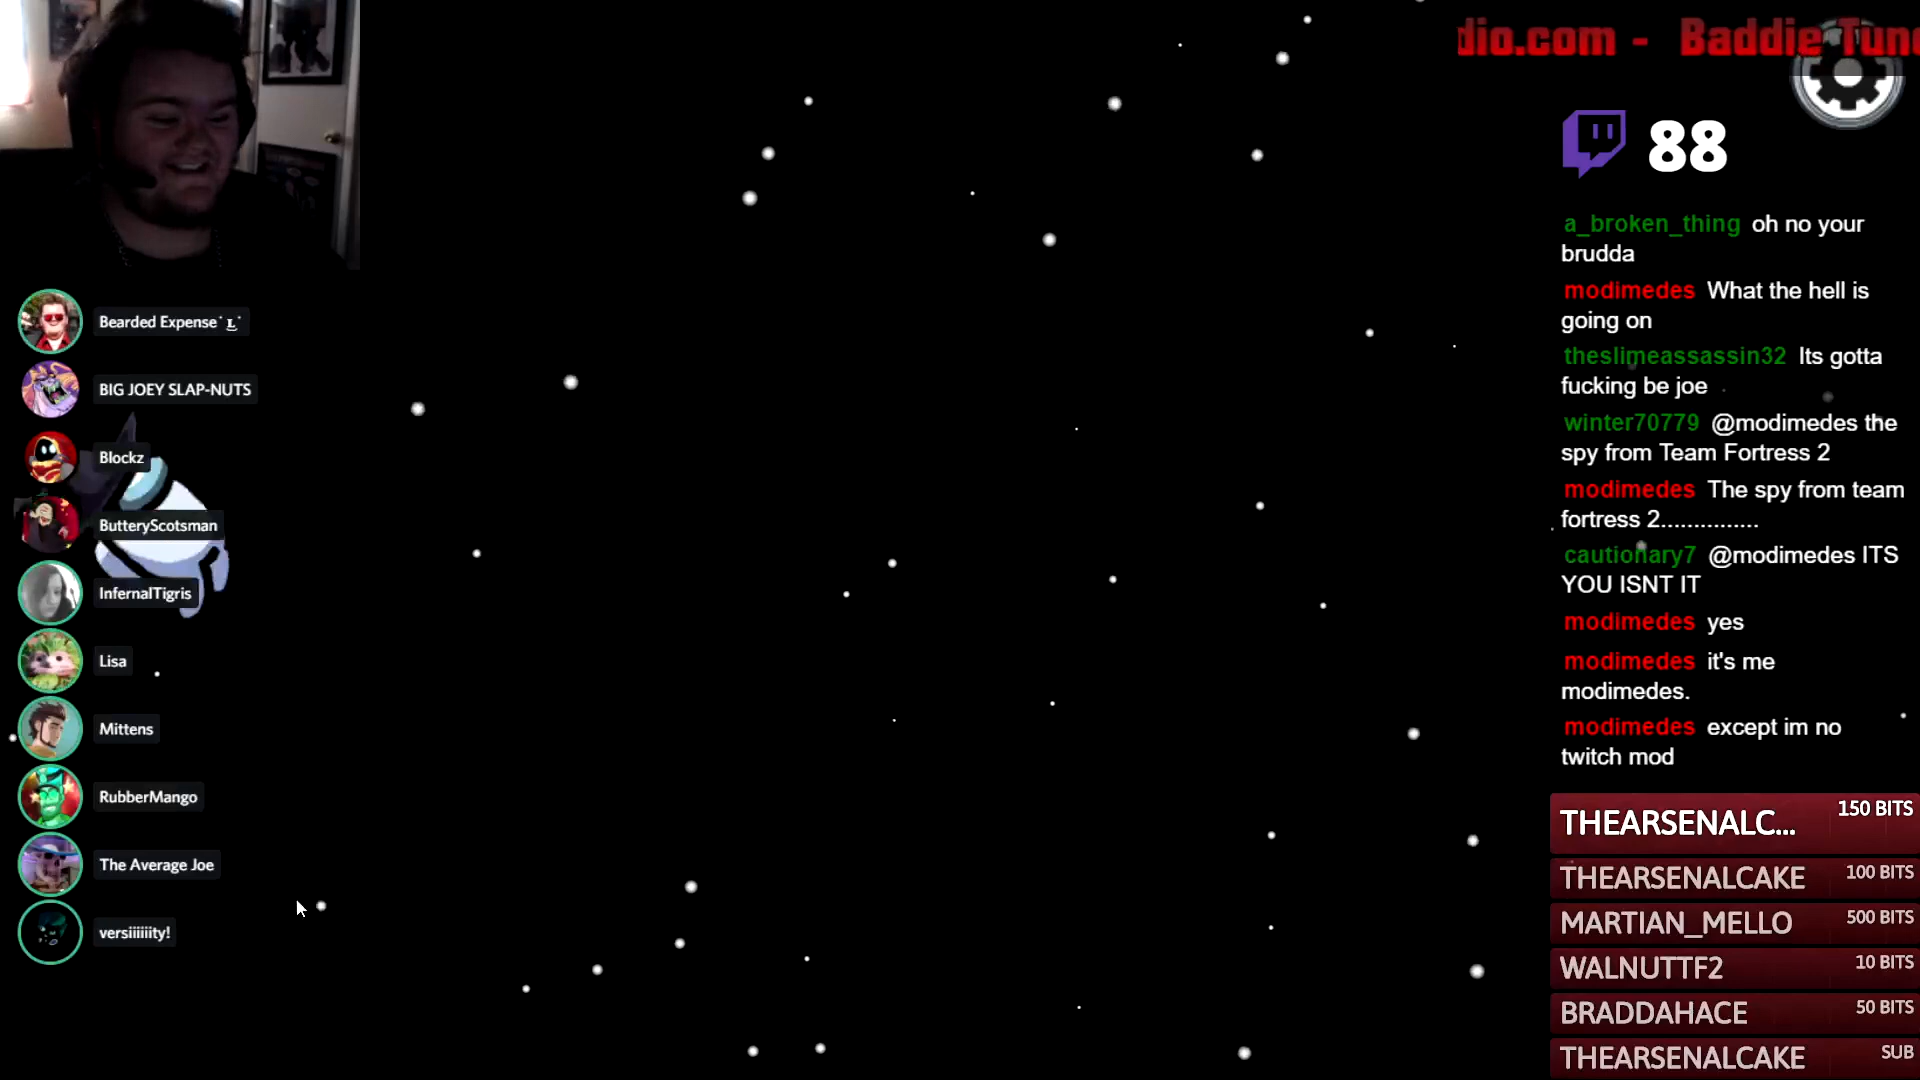 dio.com - Baddie Tun
88
a_broken_thing oh no your
brudda
modimedes What the hell is
going on
theslimeassassin32 Its gotta
fucking be joe
winter70779 @modimedes the
spy from Team Fortress 2
modimedes The spy from team
fortress 2...............
cautionary7 @modimedes ITS
YOU ISNT IT
modimedes yes
modimedes it's me
modimedes.
modimedes except im no
twitch mod
THEARSENALC... 150 BITS
THEARSENALCAKE 100 BITS
MARTIAN_MELLO 500 BITS
WALNUTTF2 10 BITS
BRADDAHACE 50 BITS
THEARSENALCAKE SUB
Bearded Expense
BIG JOEY SLAP-NUTS
Blockz
ButteryScotsman
InfernalTigris
Lisa
Mittens
RubberMango
The Average Joe
versiiiiiity!